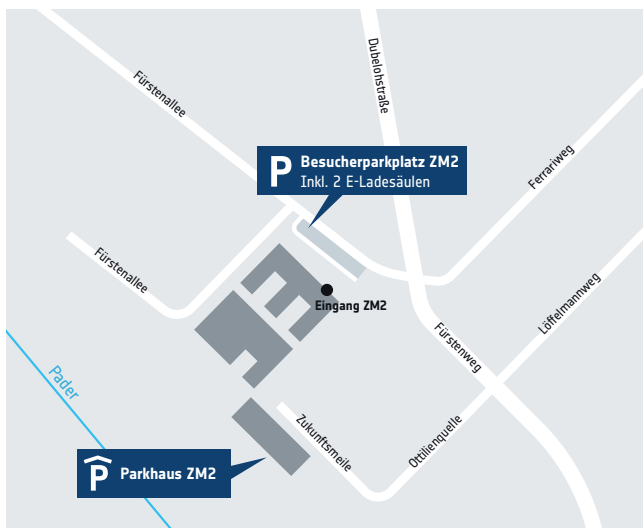 Fürstenallee
Dubelohstraße
P Besucherparkplatz ZM2
Inkl. 2 E-Ladesäulen
Ferrariweg
Fürstenallee
Eingang ZM2
Löffelmannweg
Fürstenweg
Pader
Zukunftsmeile
Ottilienquelle
P Parkhaus ZM2